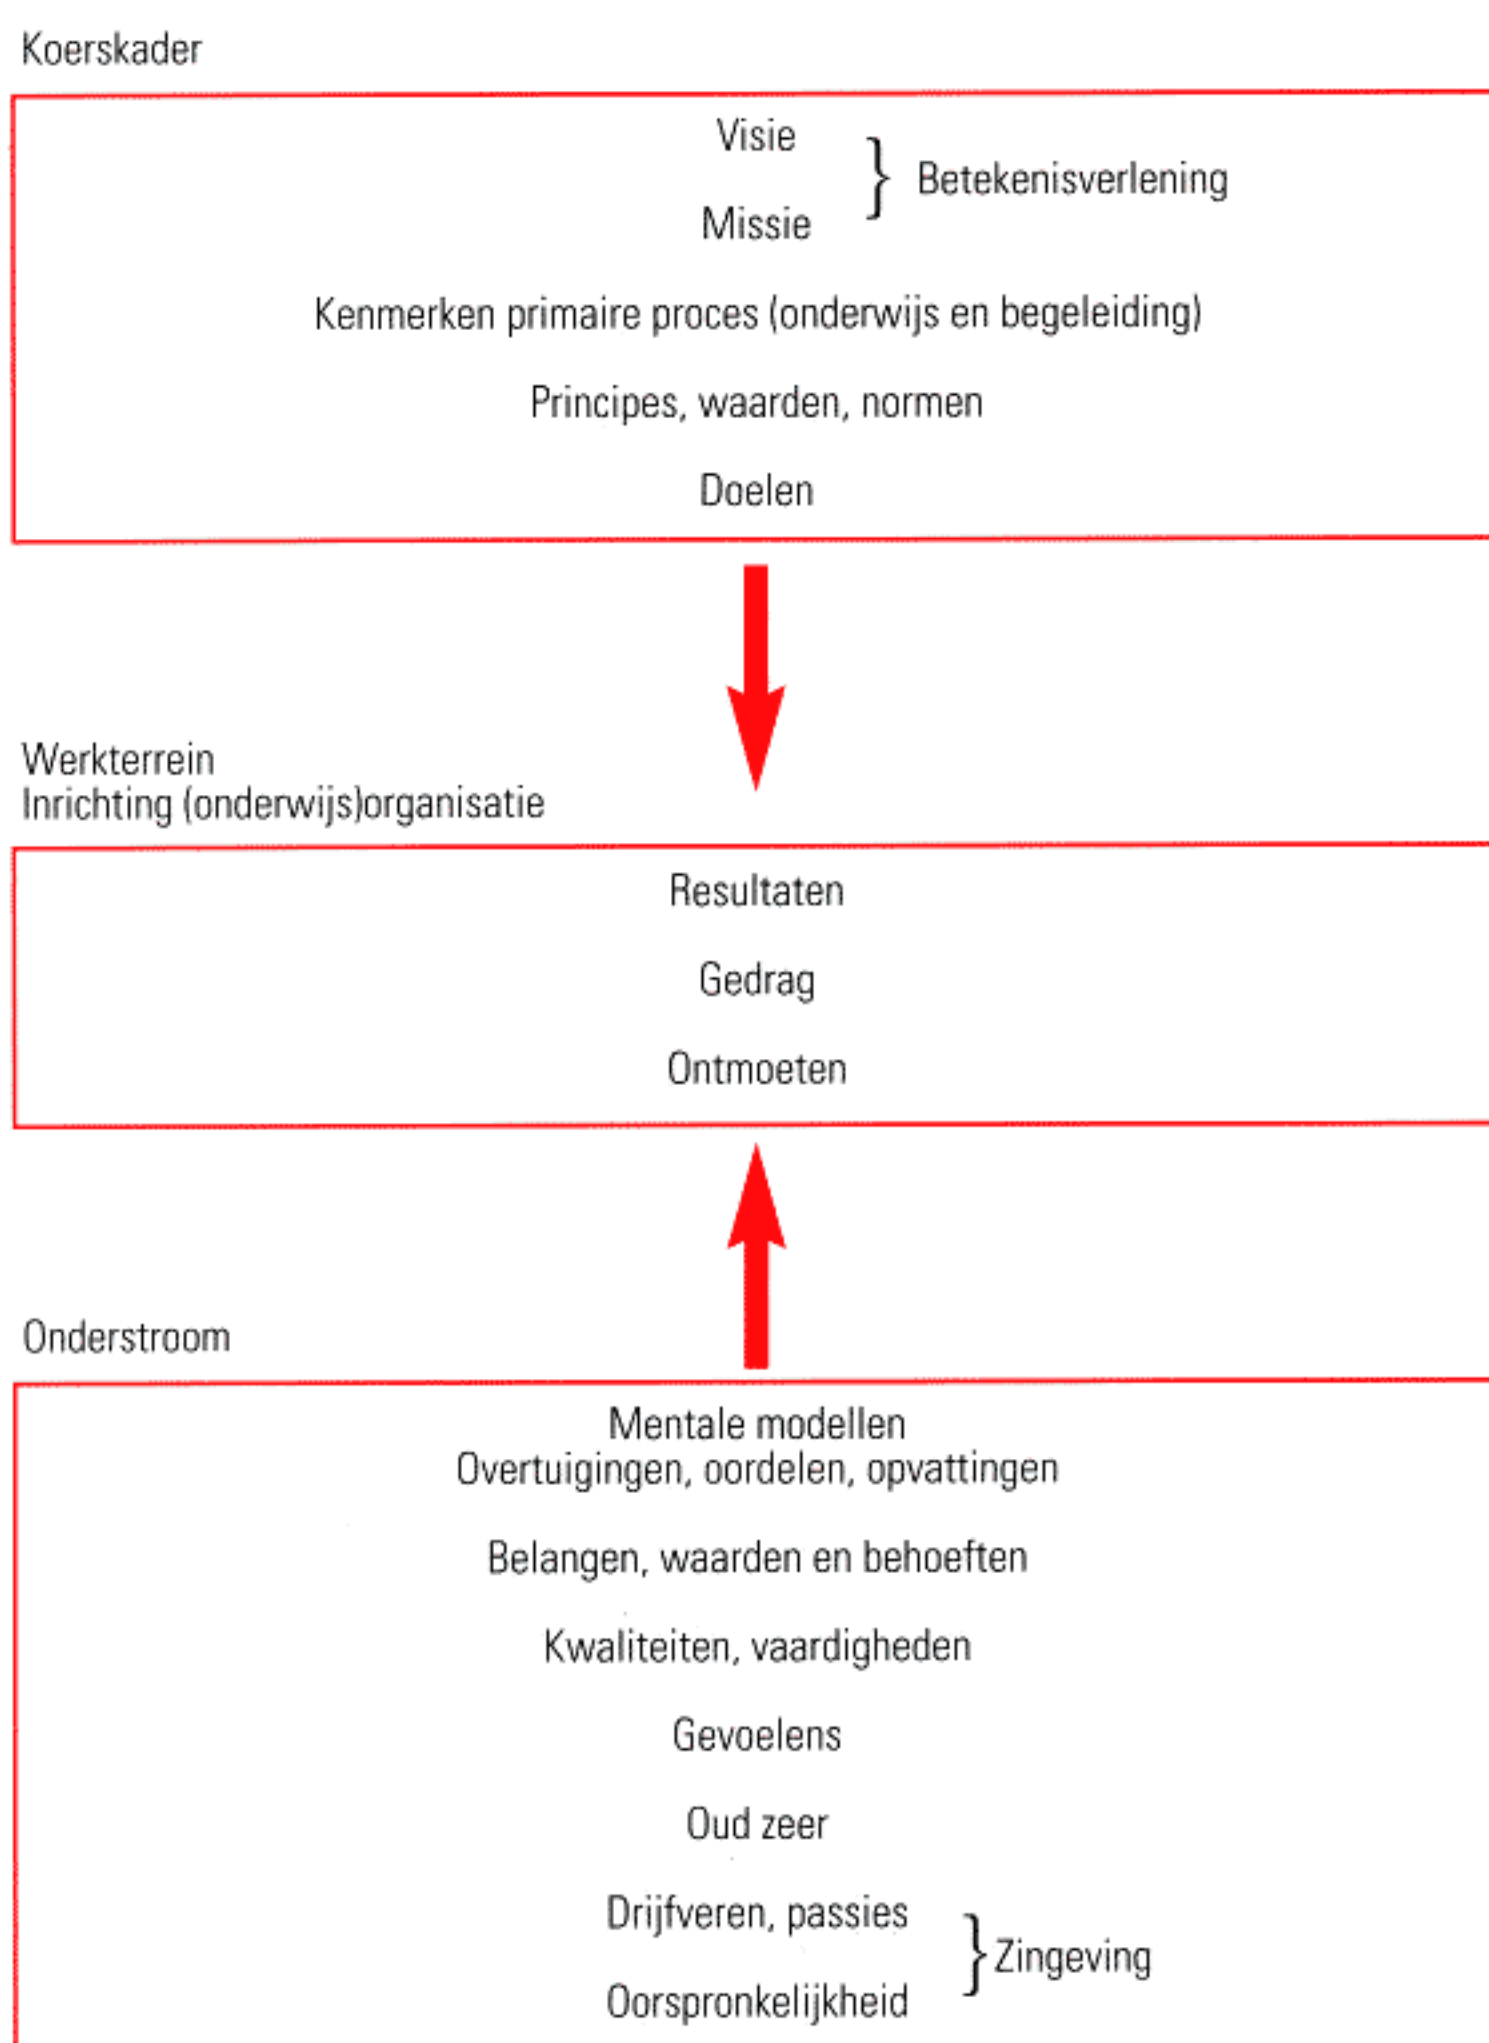 Koerskader
Visie
} Betekenisverlening
Missie
Kenmerken primaire proces (onderwijs en begeleiding)
Principes, waarden, normen
Doelen
Werkterrein
Inrichting (onderwijs)organisatie
Resultaten
Gedrag
Ontmoeten
Onderstroom
Mentale modellen
Overtuigingen, oordelen, opvattingen
Belangen, waarden en behoeften
Kwaliteiten, vaardigheden
Gevoelens
Oud zeer
Drijfveren, passies
} Zingeving
Oorspronkelijkheid